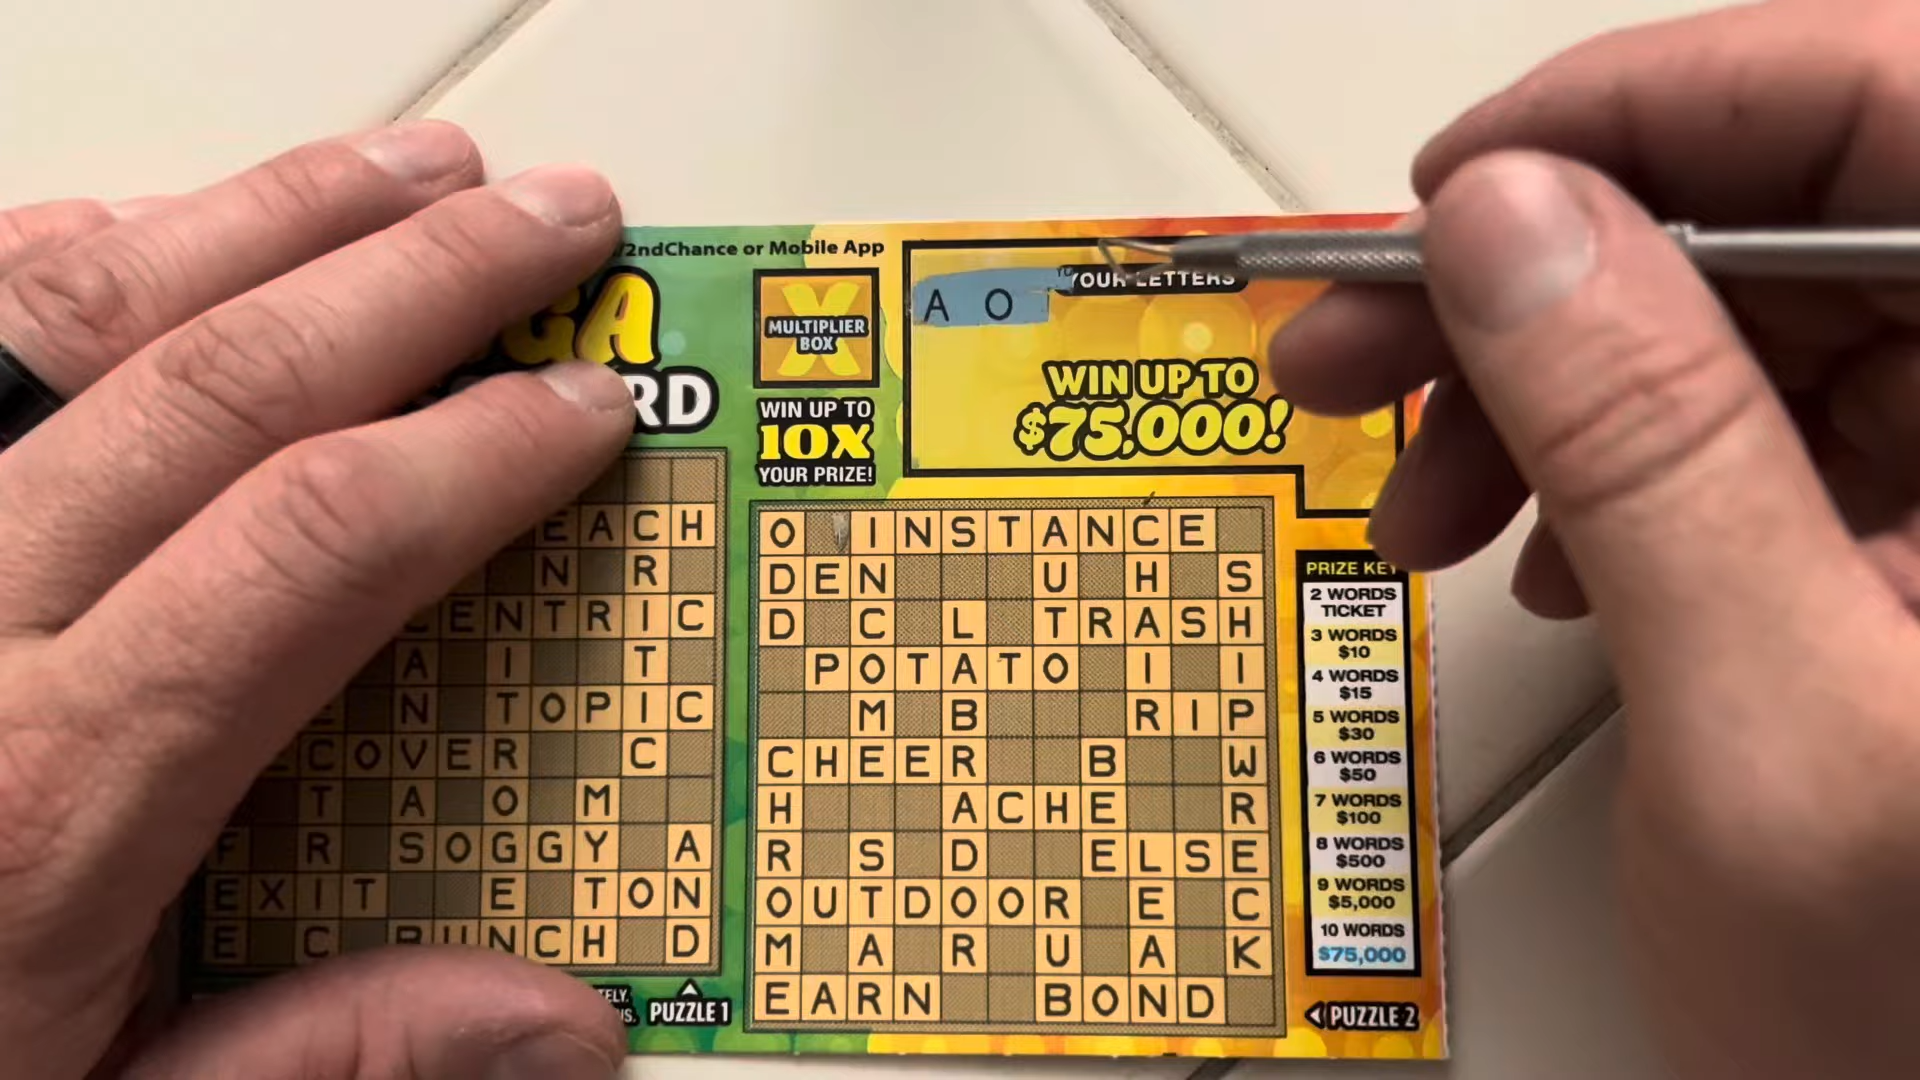 /2ndChance or Mobile App
GA
RD
X
MULTIPLIER
BOX
WIN UP TO
10X
YOUR PRIZE!
YOUR LETTERS
A O
WIN UP TO
$75,000!
EACH
N R
CENTRIC
A I T
N TOPIC
COVER C
T A O M
F R SOGGY A
EXIT E TON
E C BUNCH D
PUZZLE 1
O INSTANCE
DEN U H S
D C L TRASH
POTATO I I
M B RIP
CHEER B W
H ACHE R
R S D ELSE
OUTDOOR E C
M A R U A K
EARN BOND
PRIZE KEY
2 WORDS
TICKET
3 WORDS
$10
4 WORDS
$15
5 WORDS
$30
6 WORDS
$50
7 WORDS
$100
8 WORDS
$500
9 WORDS
$5,000
10 WORDS
$75,000
PUZZLE 2